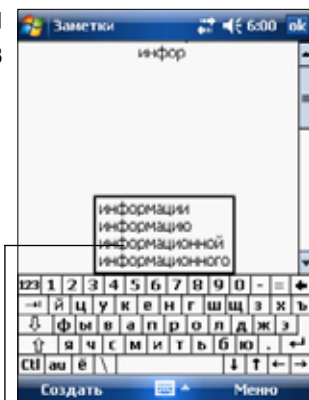 Заметки 6:00 ok
инфор
информации
информацию
информационной
информационного
123 1 2 3 4 5 6 7 8 9 0 - =
й ц у к е н г ш щ з х ъ
ф ы в а п р о л д ж э
я ч с м и т ь б ю .
Ctl aü ё \
Создать Меню